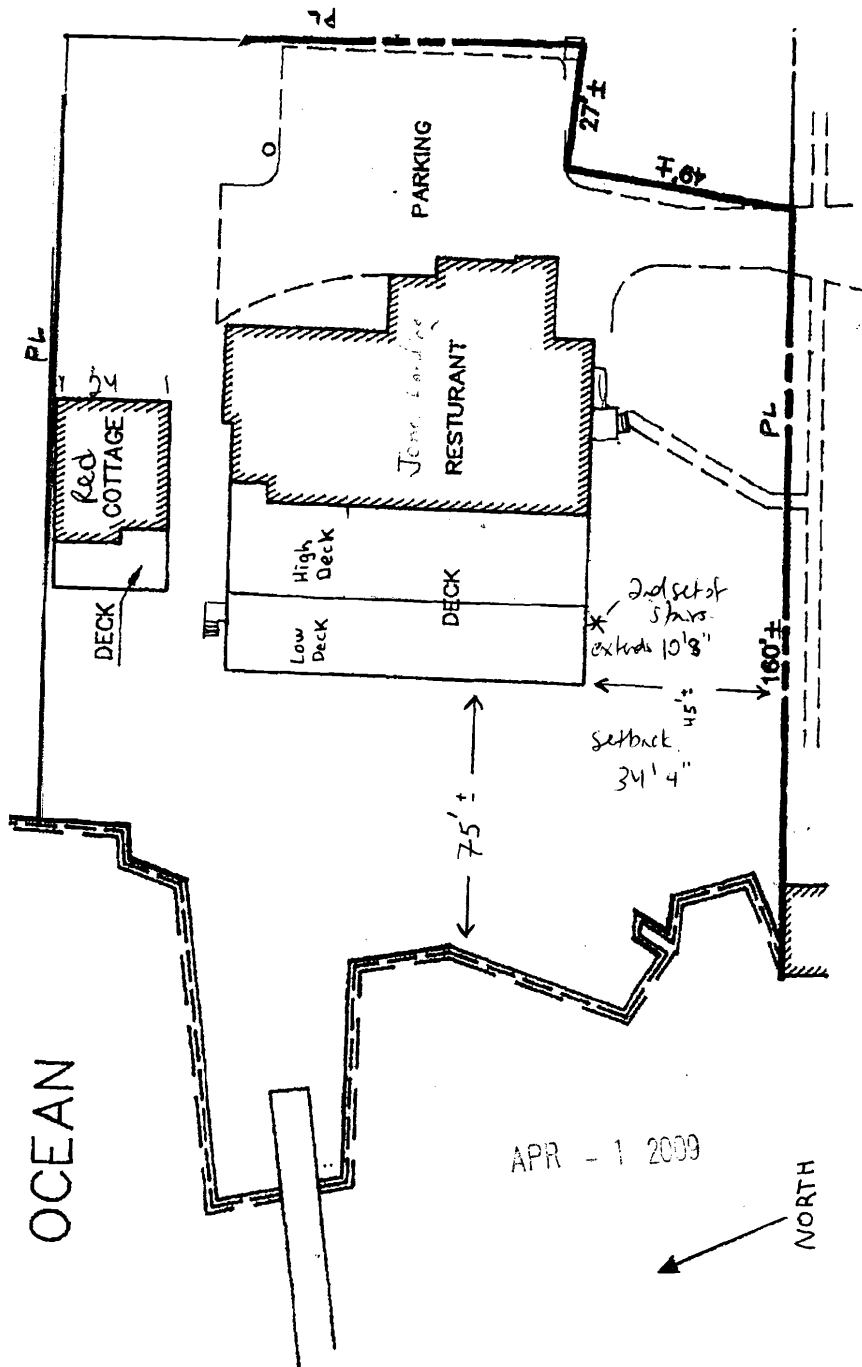 PL
27'±
49'±
PARKING
PL
24
Red
COTTAGE
DECK
RESTURANT
High
Deck
Low
Deck
DECK
2nd set of
stairs
extends 10'8"
45'±
160'±
PL
setback
34'4"
75'±
OCEAN
APR - 1 2009
NORTH